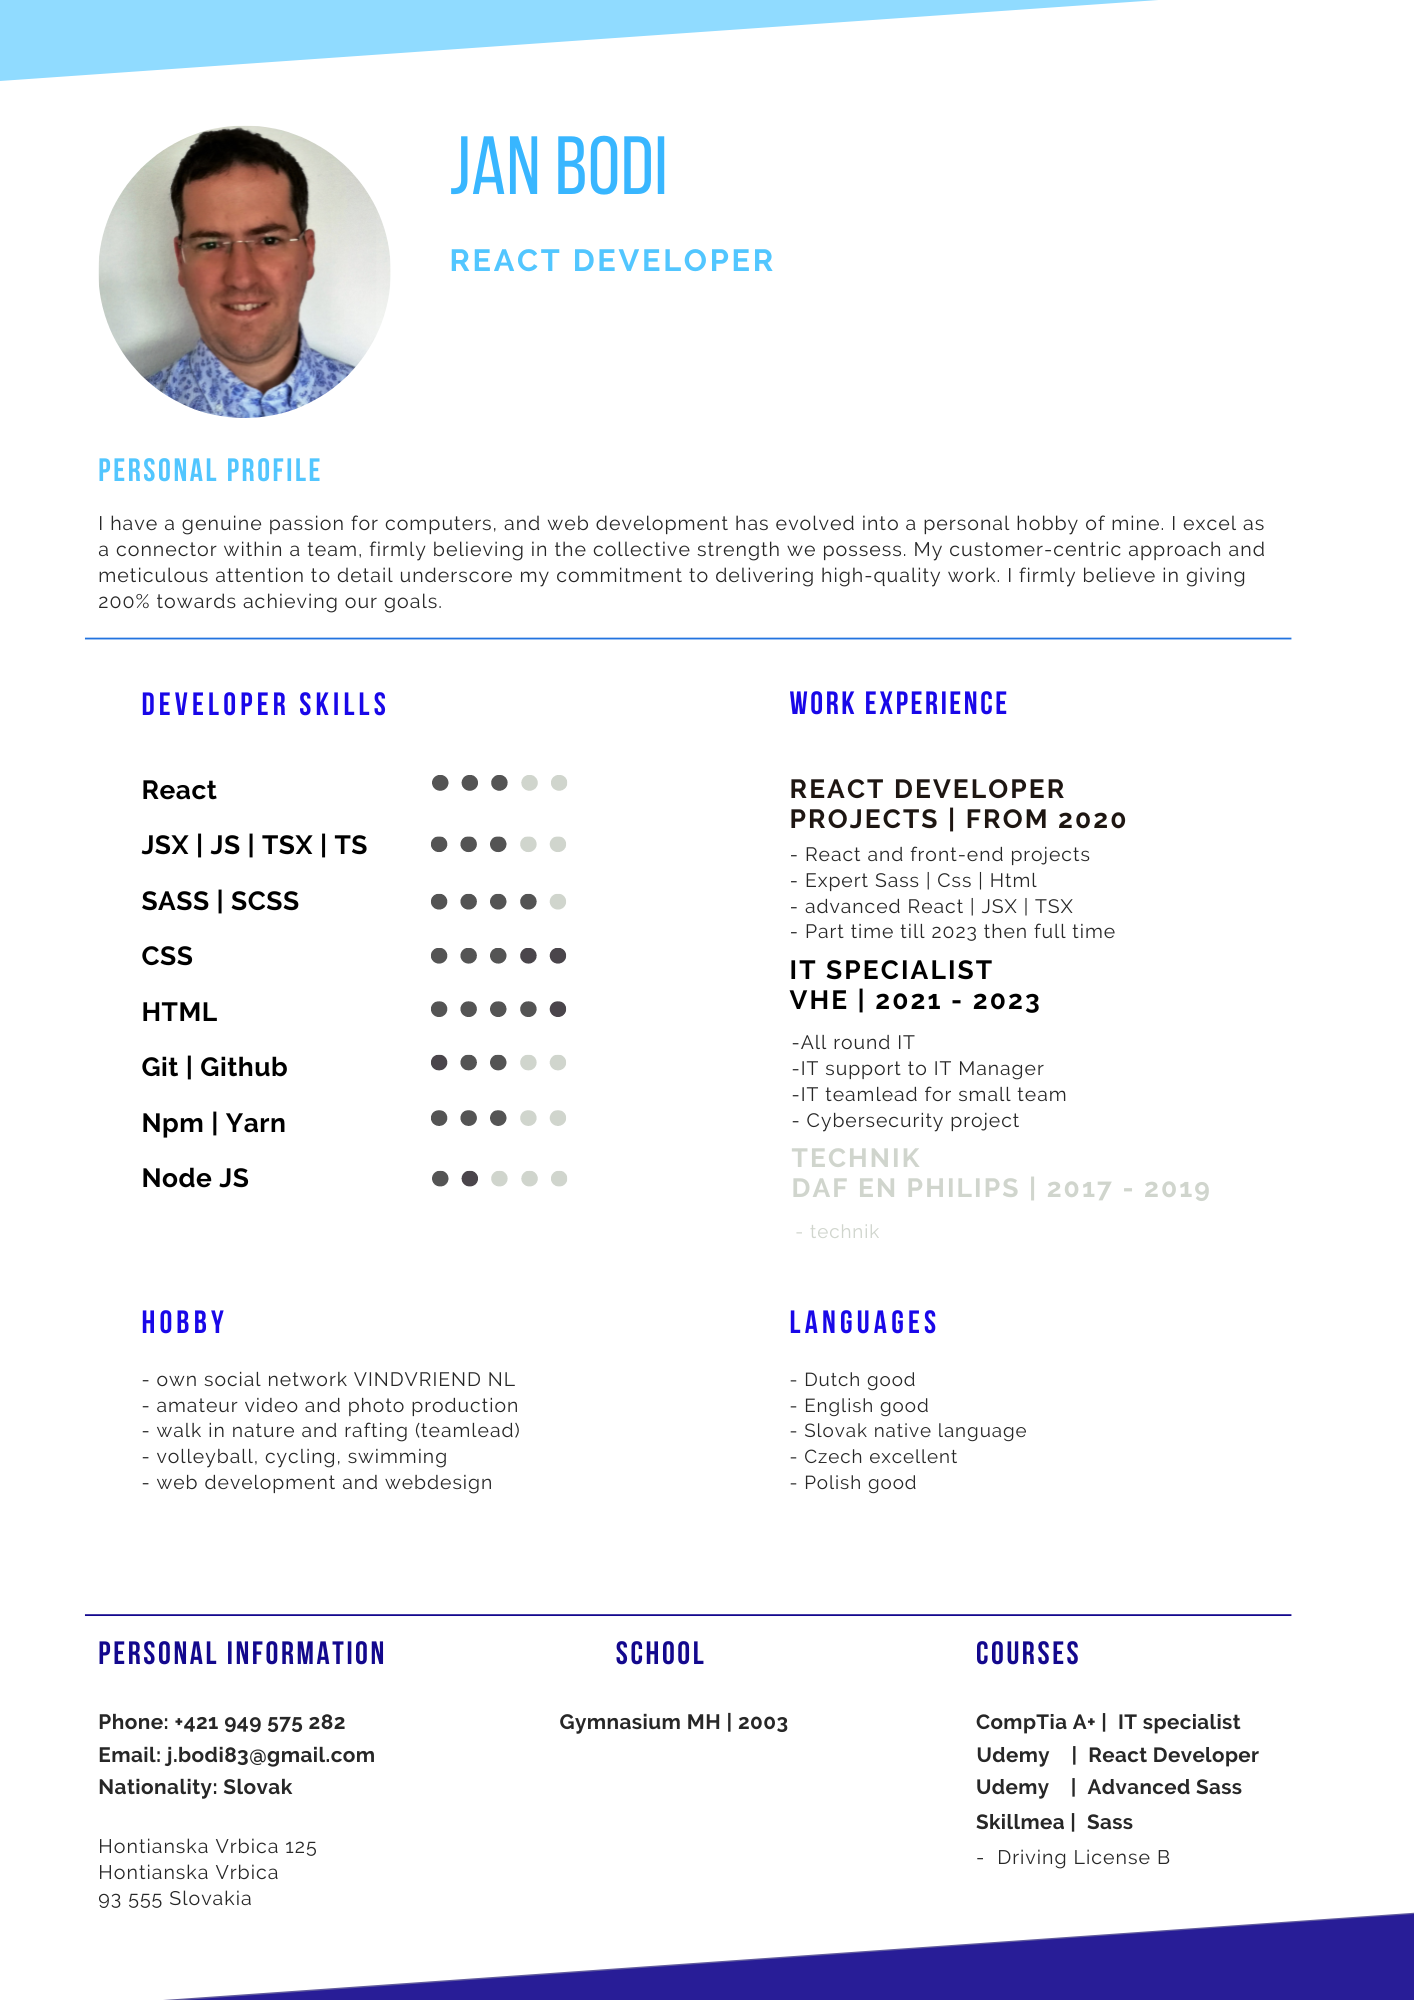 JAN BODI
REACT DEVELOPER
PERSONAL PROFILE
I have a genuine passion for computers, and web development has evolved into a personal hobby of mine. I excel as
a connector within a team, firmly believing in the collective strength we possess. My customer-centric approach and
meticulous attention to detail underscore my commitment to delivering high-quality work. I firmly believe in giving
200% towards achieving our goals.
DEVELOPER SKILLS
React
JSX | JS | TSX | TS
SASS | SCSS
CSS
HTML
Git | Github
Npm | Yarn
Node JS
WORK EXPERIENCE
REACT DEVELOPER
PROJECTS | FROM 2020
- React and front-end projects
- Expert Sass | Css | Html
- advanced React | JSX | TSX
- Part time till 2023 then full time
IT SPECIALIST
VHE | 2021 - 2023
-All round IT
-IT support to IT Manager
-IT teamlead for small team
- Cybersecurity project
TECHNIK
DAF EN PHILIPS | 2017 - 2019
- technik
HOBBY
- own social network VINDVRIEND NL
- amateur video and photo production
- walk in nature and rafting (teamlead)
- volleyball, cycling, swimming
- web development and webdesign
LANGUAGES
- Dutch good
- English good
- Slovak native language
- Czech excellent
- Polish good
PERSONAL INFORMATION
Phone: +421 949 575 282
Email: j.bodi83@gmail.com
Nationality: Slovak
Hontianska Vrbica 125
Hontianska Vrbica
93 555 Slovakia
SCHOOL
Gymnasium MH | 2003
COURSES
CompTia A+ | IT specialist
Udemy | React Developer
Udemy | Advanced Sass
Skillmea | Sass
- Driving License B